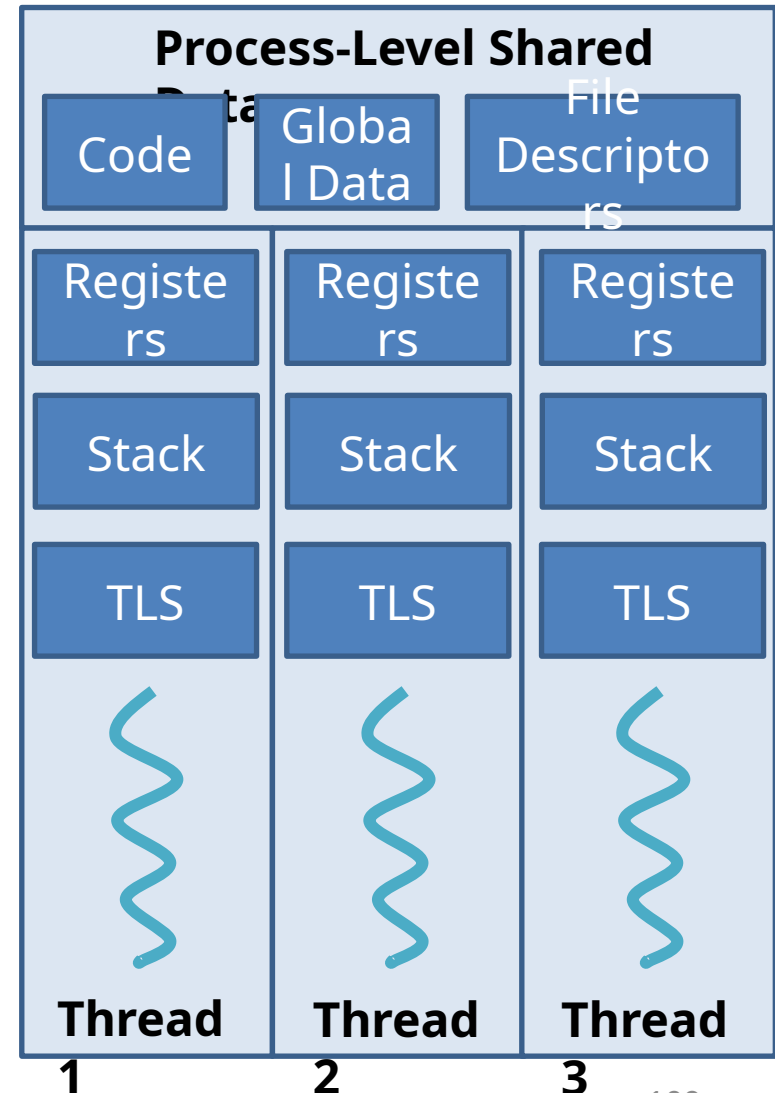 Process-Level Shared
Data
Code
Globa
l Data
File
Descripto
rs
Registe
rs
Registe
rs
Registe
rs
Stack
Stack
Stack
TLS
TLS
TLS
Thread
1
Thread
2
Thread
3